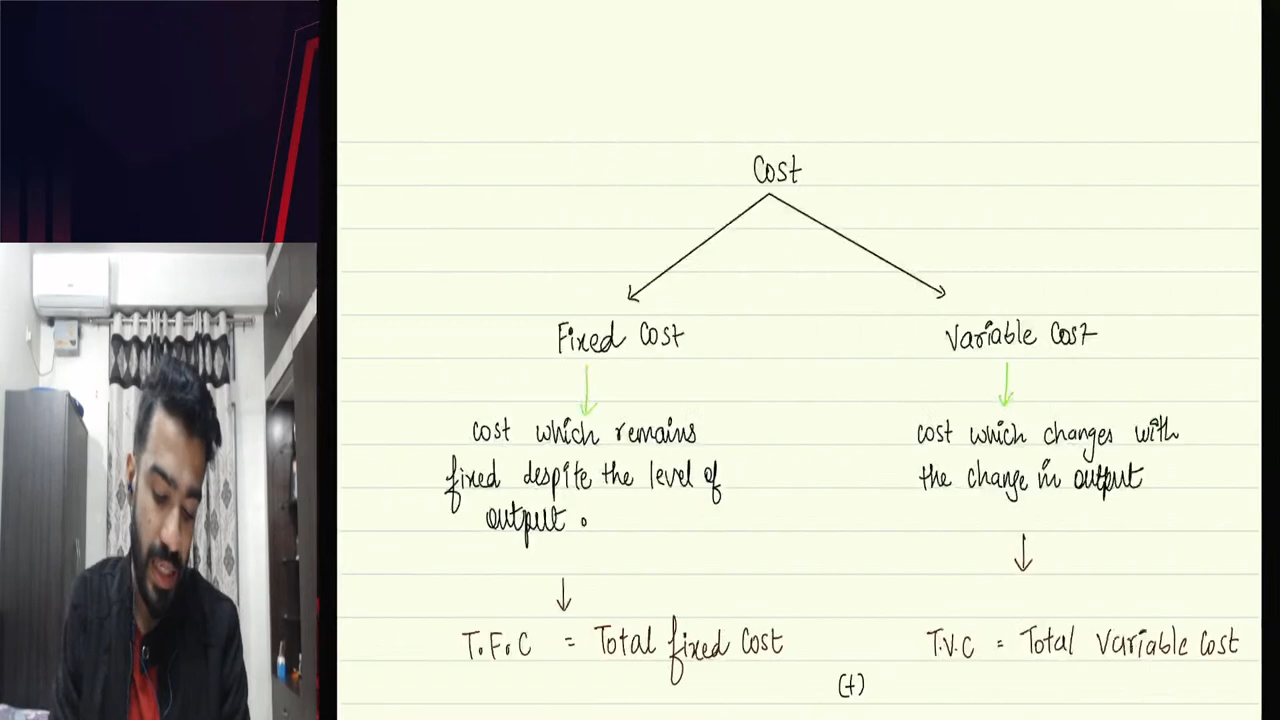 Cost
Fixed Cost
Variable Cost
cost which remains
fixed despite the level of
output.
cost which changes with
the change in output
T.F.C = Total fixed Cost
T.V.C = Total Variable Cost
(+)